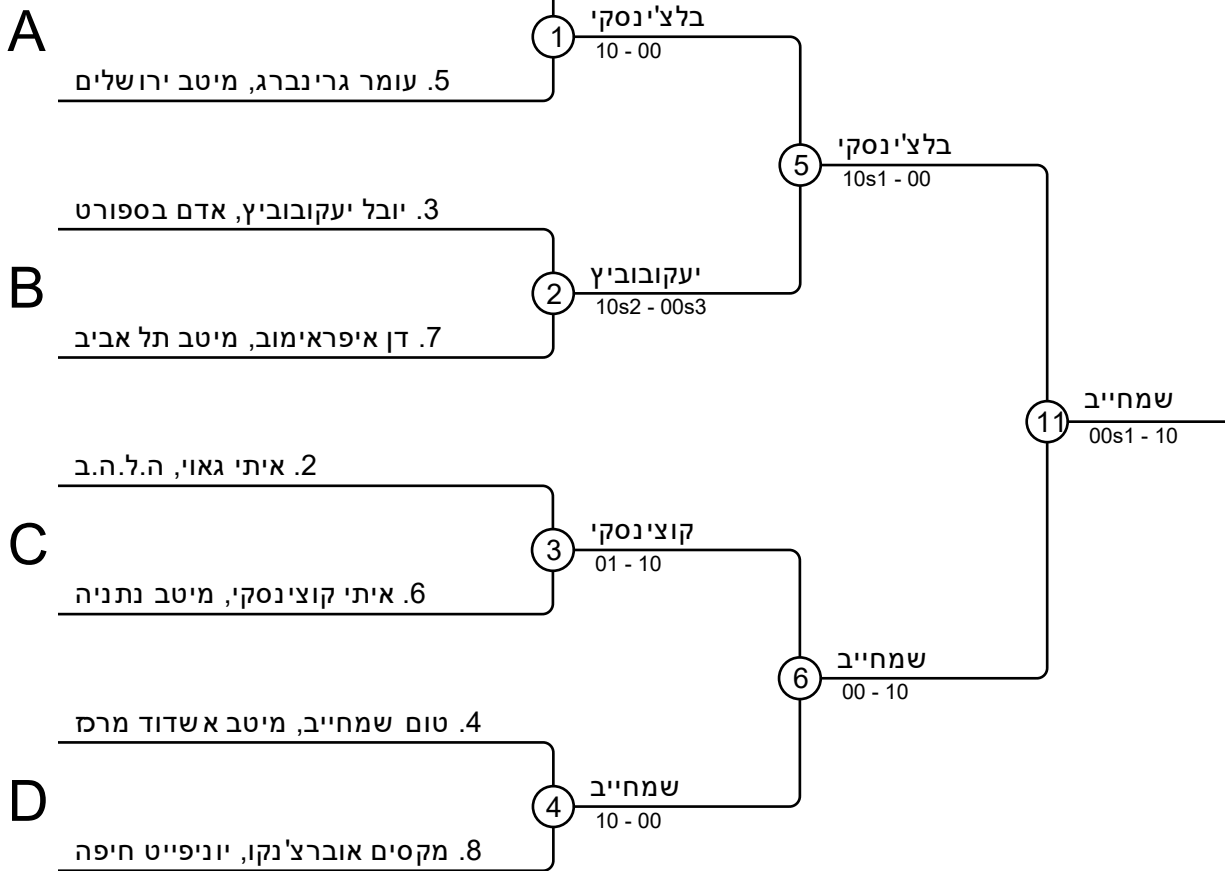 A
1
בלצ'ינסקי
10 - 00
5. עומר גרינברג, מיטב ירושלים
5
בלצ'ינסקי
10s1 - 00
3. יובל יעקובוביץ, אדם בספורט
B
2
יעקובוביץ
10s2 - 00s3
7. דן איפראימוב, מיטב תל אביב
11
שמחייב
00s1 - 10
2. איתי גאוי, ה.ל.ה.ב
C
3
קוצינסקי
01 - 10
6. איתי קוצינסקי, מיטב נתניה
6
שמחייב
00 - 10
4. טום שמחייב, מיטב אשדוד מרכז
D
4
שמחייב
10 - 00
8. מקסים אוברצ'נקו, יוניפייט חיפה